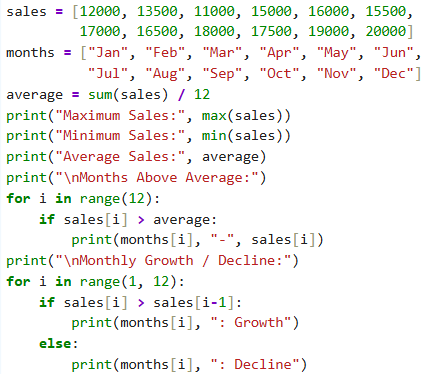 sales = [12000, 13500, 11000, 15000, 16000, 15500,
         17000, 16500, 18000, 17500, 19000, 20000]
months = ["Jan", "Feb", "Mar", "Apr", "May", "Jun",
          "Jul", "Aug", "Sep", "Oct", "Nov", "Dec"]
average = sum(sales) / 12
print("Maximum Sales:", max(sales))
print("Minimum Sales:", min(sales))
print("Average Sales:", average)
print("\nMonths Above Average:")
for i in range(12):
    if sales[i] > average:
        print(months[i], "-", sales[i])
print("\nMonthly Growth / Decline:")
for i in range(1, 12):
    if sales[i] > sales[i-1]:
        print(months[i], ": Growth")
    else:
        print(months[i], ": Decline")